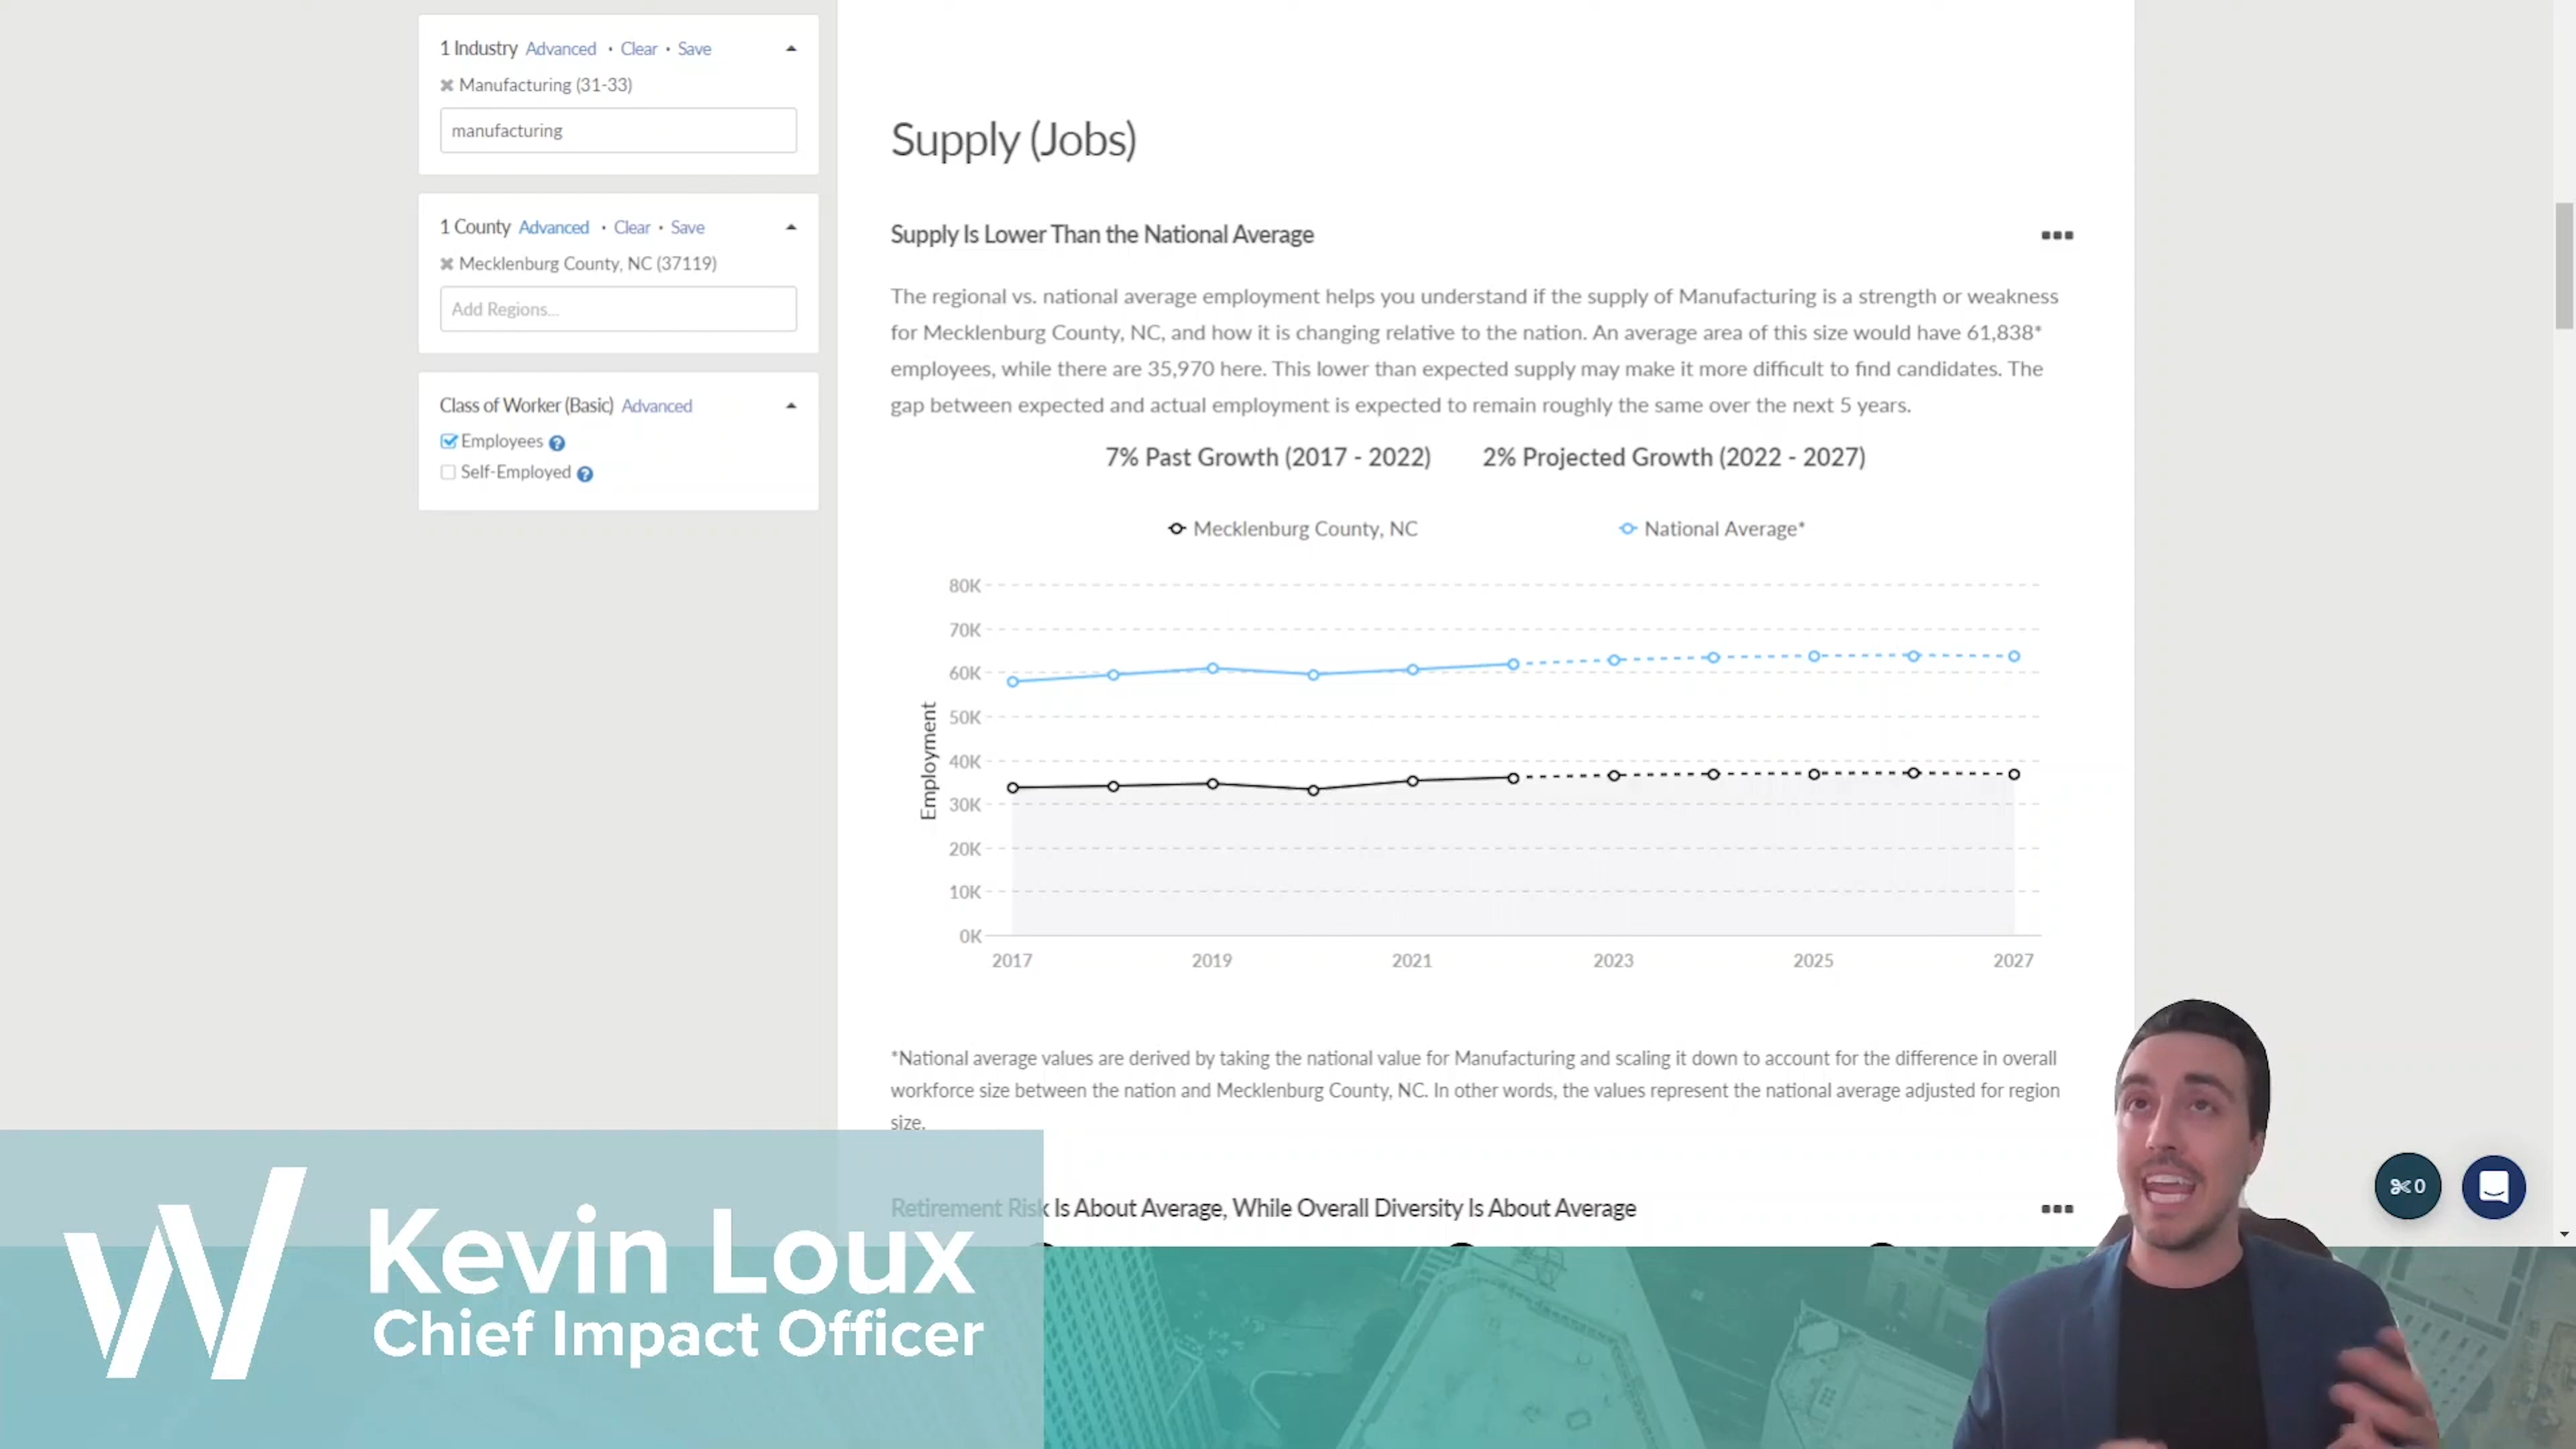 1 Industry Advanced • Clear • Save
✖ Manufacturing (31-33)
manufacturing
1 County Advanced • Clear • Save
✖ Mecklenburg County, NC (37119)
Add Regions...
Class of Worker (Basic) Advanced
Employees ?
Self-Employed ?
Supply (Jobs)
Supply Is Lower Than the National Average
The regional vs. national average employment helps you understand if the supply of Manufacturing is a strength or weakness
for Mecklenburg County, NC, and how it is changing relative to the nation. An average area of this size would have 61,838*
employees, while there are 35,970 here. This lower than expected supply may make it more difficult to find candidates. The
gap between expected and actual employment is expected to remain roughly the same over the next 5 years.
7% Past Growth (2017 - 2022) 2% Projected Growth (2022 - 2027)
Mecklenburg County, NC National Average*
80K
70K
60K
50K
40K
30K
20K
10K
0K
Employment
2017 2019 2021 2023 2025 2027
*National average values are derived by taking the national value for Manufacturing and scaling it down to account for the difference in overall
workforce size between the nation and Mecklenburg County, NC. In other words, the values represent the national average adjusted for region
size.
Retirement Risk Is About Average, While Overall Diversity Is About Average
0
W Kevin Loux
Chief Impact Officer